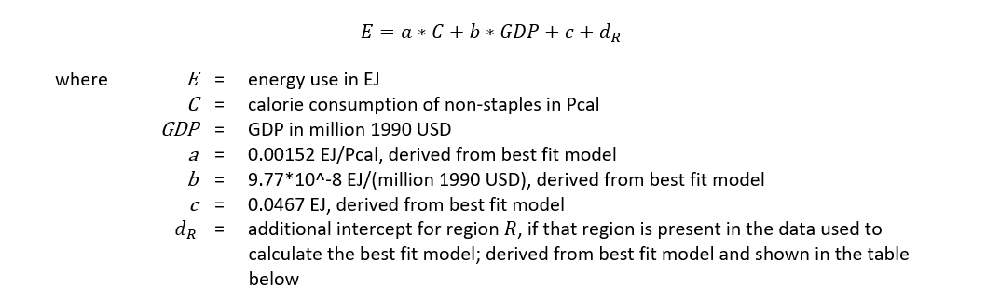 E = a * C + b * GDP + c + d_R
where E = energy use in EJ
C = calorie consumption of non-staples in Pcal
GDP = GDP in million 1990 USD
a = 0.00152 EJ/Pcal, derived from best fit model
b = 9.77*10^-8 EJ/(million 1990 USD), derived from best fit model
c = 0.0467 EJ, derived from best fit model
d_R = additional intercept for region R, if that region is present in the data used to
calculate the best fit model; derived from best fit model and shown in the table
below